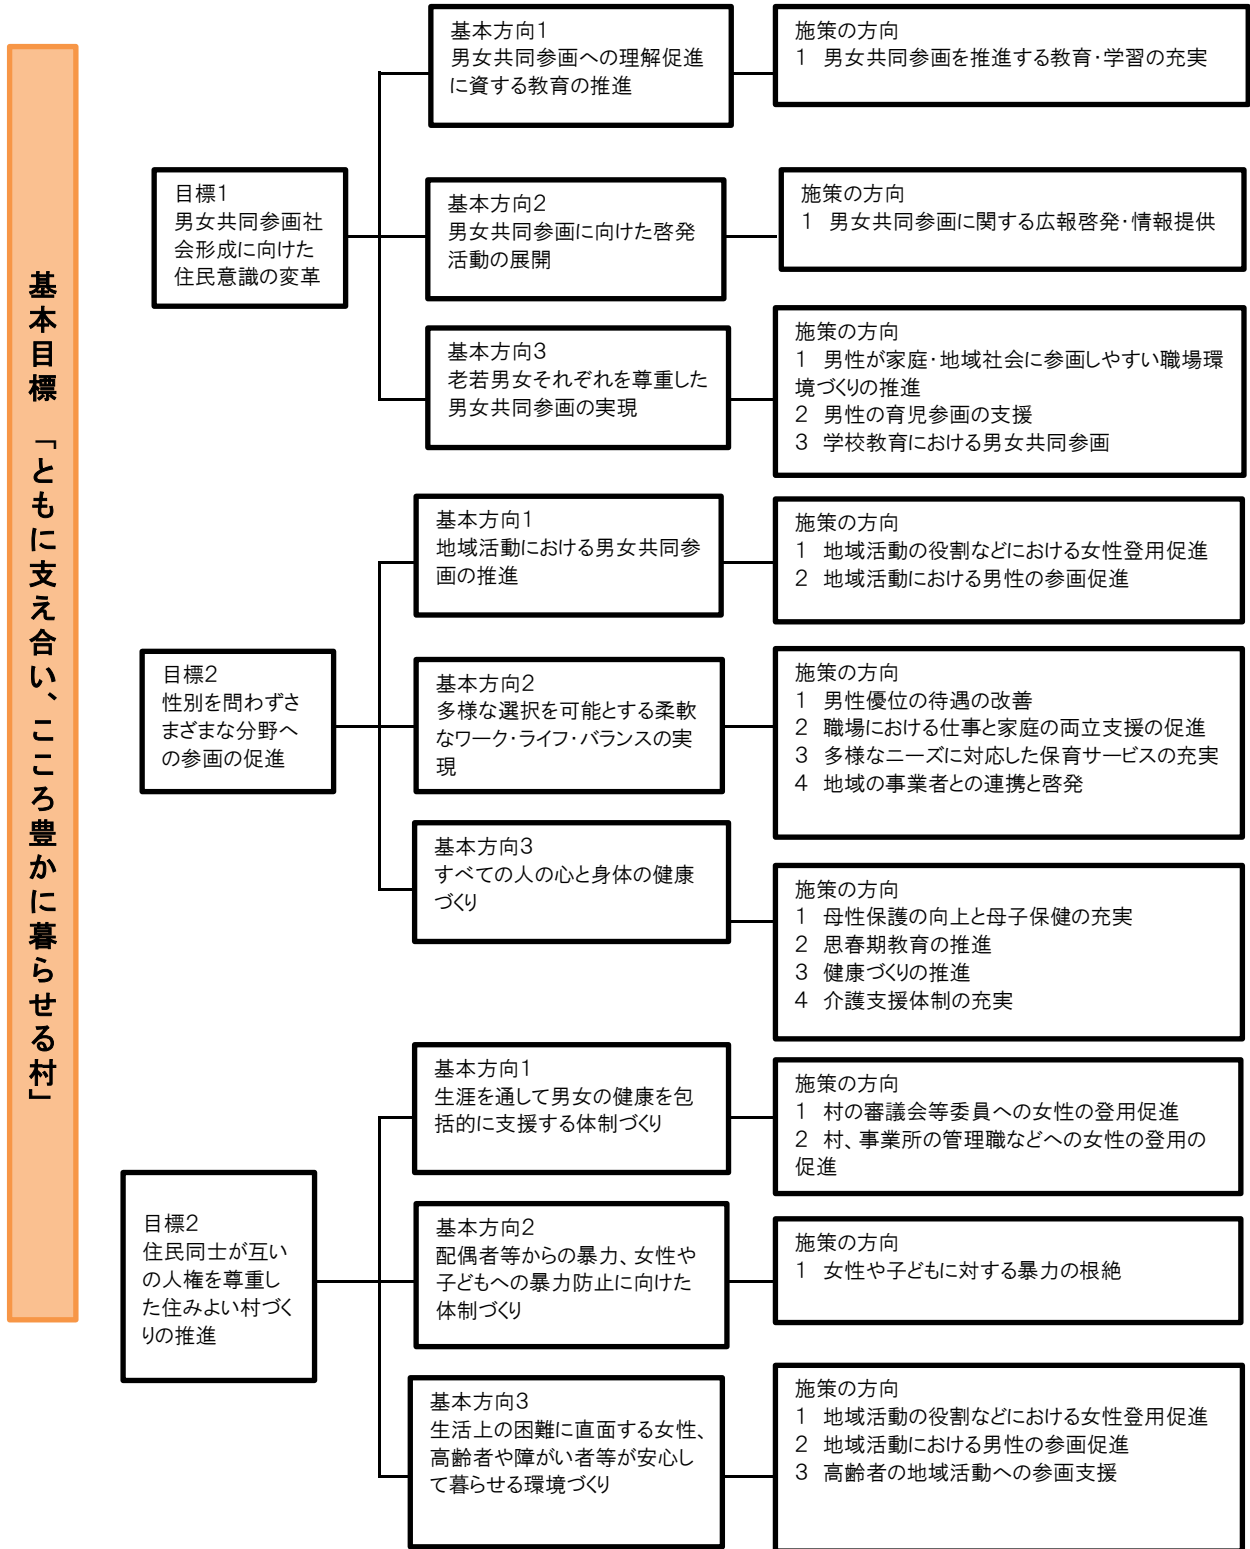 基本目標　「ともに支え合い、こころ豊かに暮らせる村」
目標1
男女共同参画社
会形成に向けた
住民意識の変革
基本方向1
男女共同参画への理解促進
に資する教育の推進
施策の方向
1　男女共同参画を推進する教育・学習の充実
基本方向2
男女共同参画に向けた啓発
活動の展開
施策の方向
1　男女共同参画に関する広報啓発・情報提供
基本方向3
老若男女それぞれを尊重した
男女共同参画の実現
施策の方向
1　男性が家庭・地域社会に参画しやすい職場環
境づくりの推進
2　男性の育児参画の支援
3　学校教育における男女共同参画
目標2
性別を問わずさ
まざまな分野へ
の参画の促進
基本方向1
地域活動における男女共同参
画の推進
施策の方向
1　地域活動の役割などにおける女性登用促進
2　地域活動における男性の参画促進
基本方向2
多様な選択を可能とする柔軟
なワーク・ライフ・バランスの実
現
施策の方向
1　男性優位の待遇の改善
2　職場における仕事と家庭の両立支援の促進
3　多様なニーズに対応した保育サービスの充実
4　地域の事業者との連携と啓発
基本方向3
すべての人の心と身体の健康
づくり
施策の方向
1　母性保護の向上と母子保健の充実
2　思春期教育の推進
3　健康づくりの推進
4　介護支援体制の充実
目標2
住民同士が互い
の人権を尊重し
た住みよい村づく
りの推進
基本方向1
生涯を通して男女の健康を包
括的に支援する体制づくり
施策の方向
1　村の審議会等委員への女性の登用促進
2　村、事業所の管理職などへの女性の登用の
促進
基本方向2
配偶者等からの暴力、女性や
子どもへの暴力防止に向けた
体制づくり
施策の方向
1　女性や子どもに対する暴力の根絶
基本方向3
生活上の困難に直面する女性、
高齢者や障がい者等が安心し
て暮らせる環境づくり
施策の方向
1　地域活動の役割などにおける女性登用促進
2　地域活動における男性の参画促進
3　高齢者の地域活動への参画支援